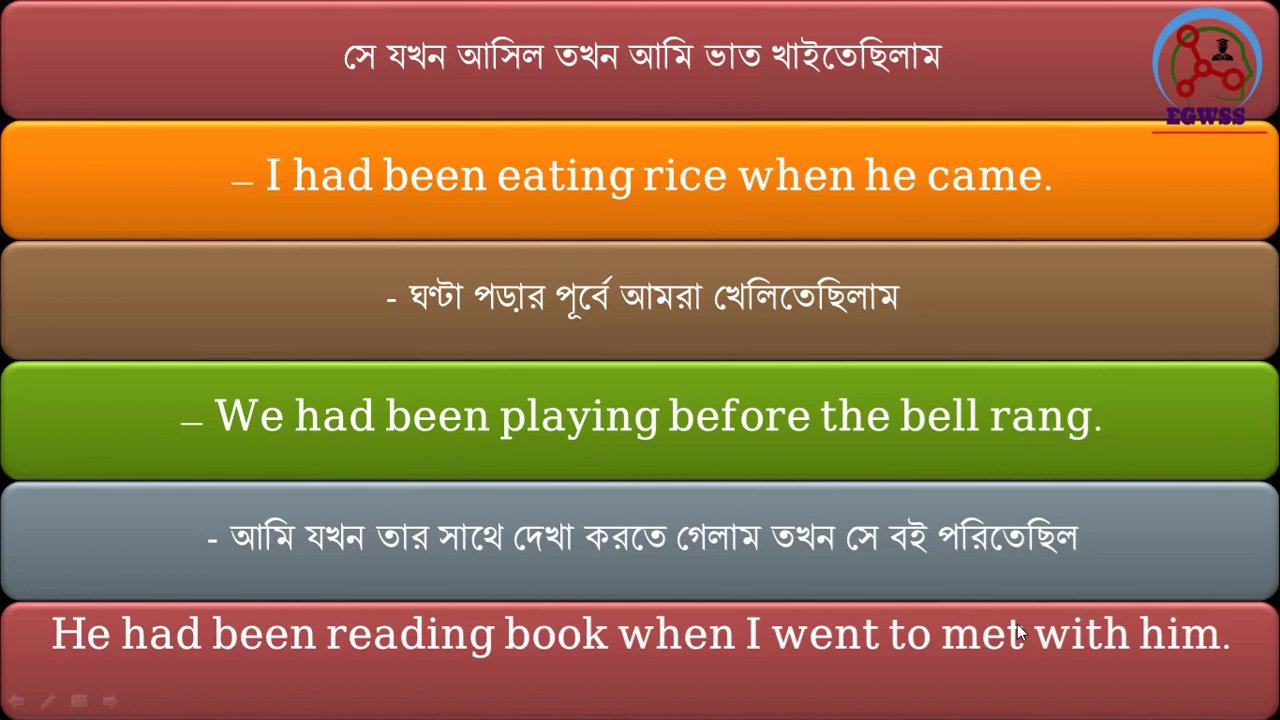 সে যখন আসিল তখন আমি ভাত খাইতেছিলাম
EGWSS
– I had been eating rice when he came.
- ঘণ্টা পড়ার পূর্বে আমরা খেলিতেছিলাম
– We had been playing before the bell rang.
- আমি যখন তার সাথে দেখা করতে গেলাম তখন সে বই পরিতেছিল
He had been reading book when I went to met with him.